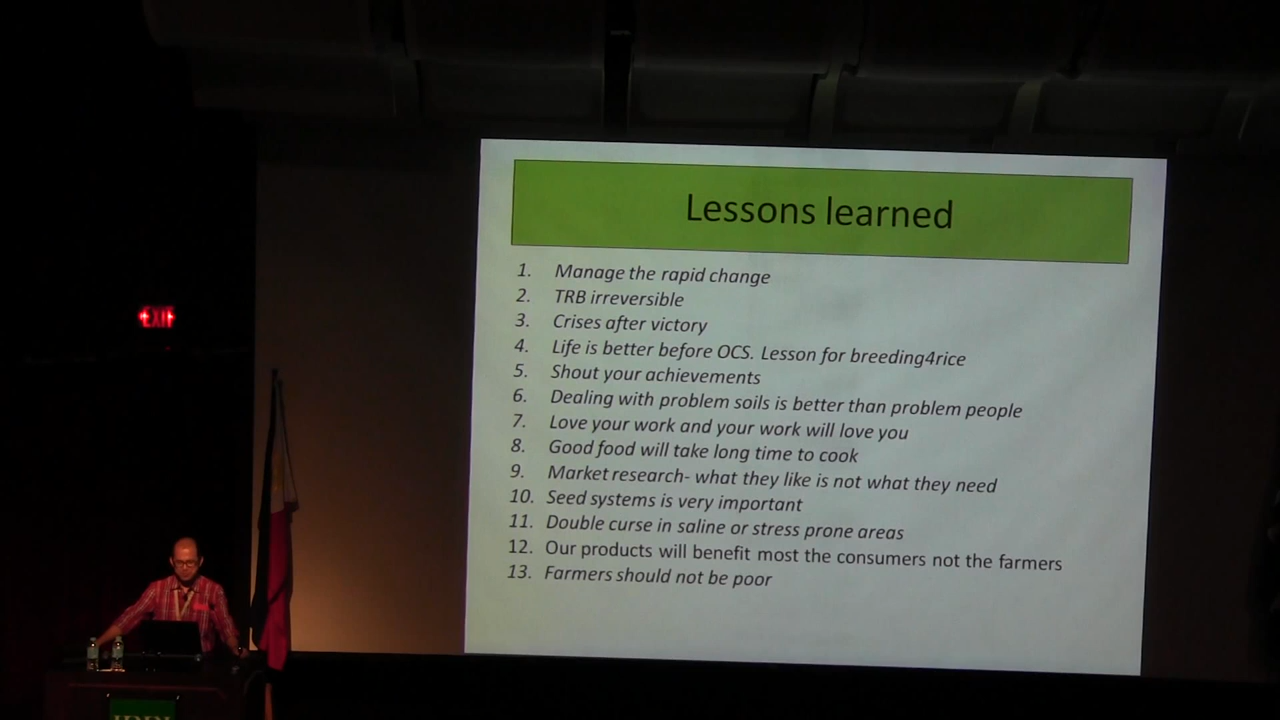 Lessons learned
1. Manage the rapid change
2. TRB irreversible
3. Crises after victory
4. Life is better before OCS. Lesson for breeding4rice
5. Shout your achievements
6. Dealing with problem soils is better than problem people
7. Love your work and your work will love you
8. Good food will take long time to cook
9. Market research- what they like is not what they need
10. Seed systems is very important
11. Double curse in saline or stress prone areas
12. Our products will benefit most the consumers not the farmers
13. Farmers should not be poor
EXIT
IRRI